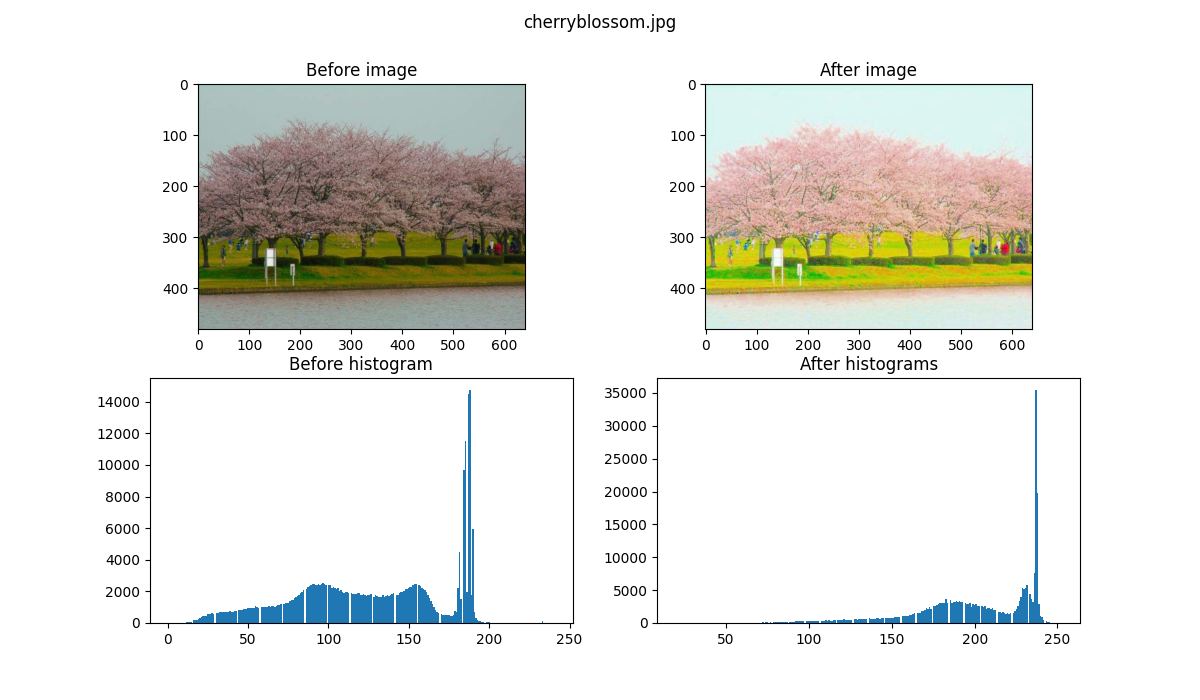 cherryblossom.jpg
Before image
After image
0
100
200
300
400
0 100 200 300 400 500 600
0
100
200
300
400
0 100 200 300 400 500 600
Before histogram
After histograms
14000
12000
10000
8000
6000
4000
2000
0
0 50 100 150 200 250
35000
30000
25000
20000
15000
10000
5000
0
50 100 150 200 250